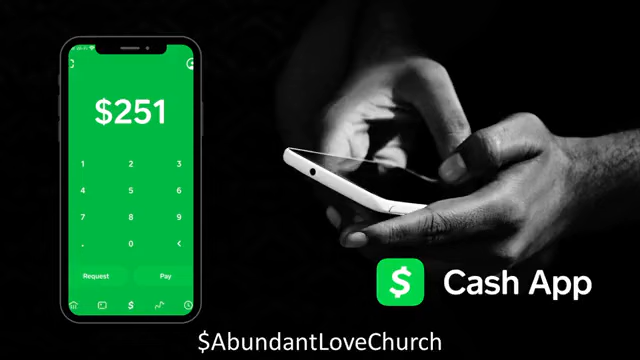 $251
1 2 3
4 5 6
7 8 9
. 0 <
Request Pay
$
$ Cash App
$AbundantLoveChurch